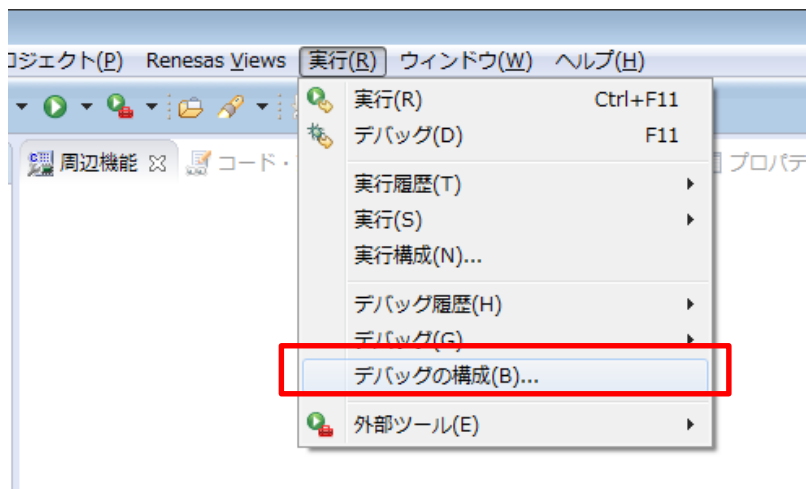 ロジェクト(P) Renesas Views 実行(R) ウィンドウ(W) ヘルプ(H)
実行(R) Ctrl+F11
デバッグ(D) F11
周辺機能 コード・ プロパテ
実行履歴(T)
実行(S)
実行構成(N)...
デバッグ履歴(H)
デバッグ(G)
デバッグの構成(B)...
外部ツール(E)